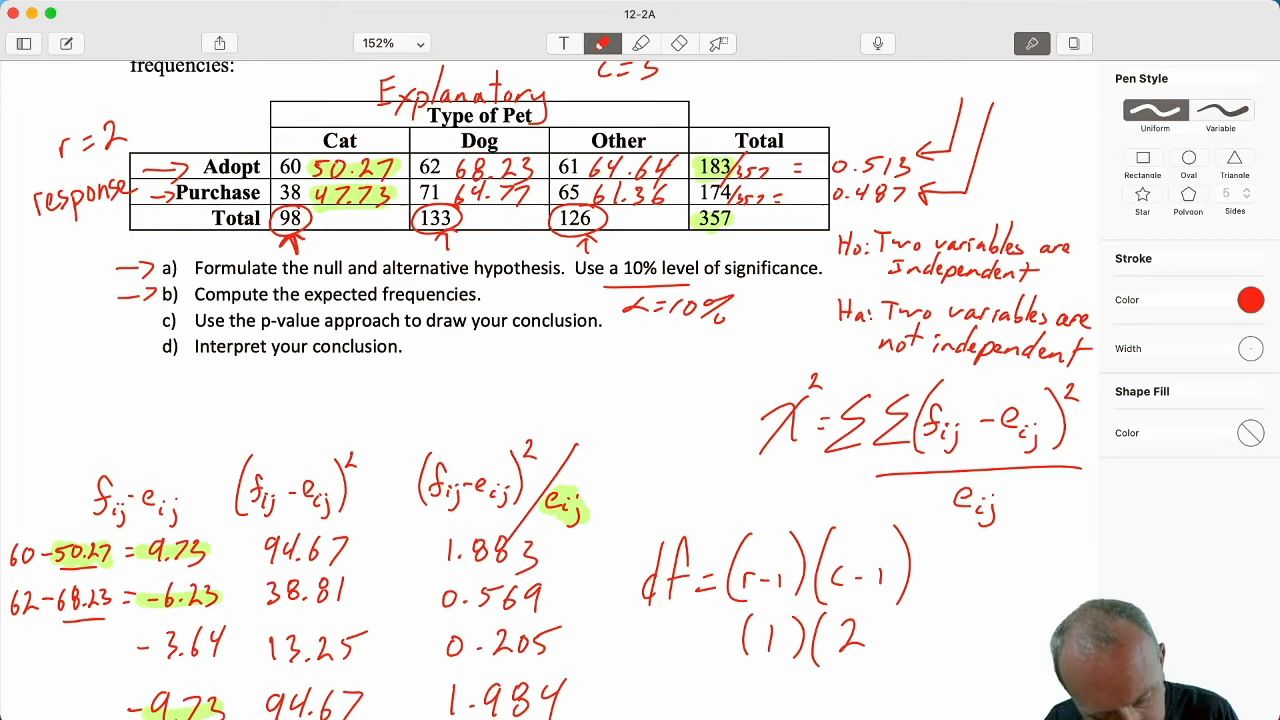 12-2A
152%
T
frequencies:
c = 3
Explanatory
Type of Pet
r = 2
Cat Dog Other Total
response
Adopt 60 50.27 62 68.23 61 64.64 183/357 = 0.513
Purchase 38 47.73 71 64.77 65 61.36 174/357 = 0.487
Total 98 133 126 357
a) Formulate the null and alternative hypothesis. Use a 10% level of significance.
b) Compute the expected frequencies.
α = 10%
c) Use the p-value approach to draw your conclusion.
d) Interpret your conclusion.
Ho: Two variables are
Independent
Ha: Two variables are
not independent
χ² = ΣΣ(fij - eij)²
eij
fij - eij (fij - eij)² (fij - eij)²/eij
60 - 50.27 = 9.73 94.67 1.883
62 - 68.23 = -6.23 38.81 0.569
-3.64 13.25 0.205
-9.73 94.67 1.984
df = (r-1)(c-1)
(1)(2
Pen Style
Uniform Variable
Rectangle Oval Triangle
5
Star Polygon Sides
Stroke
Color
Width
Shape Fill
Color